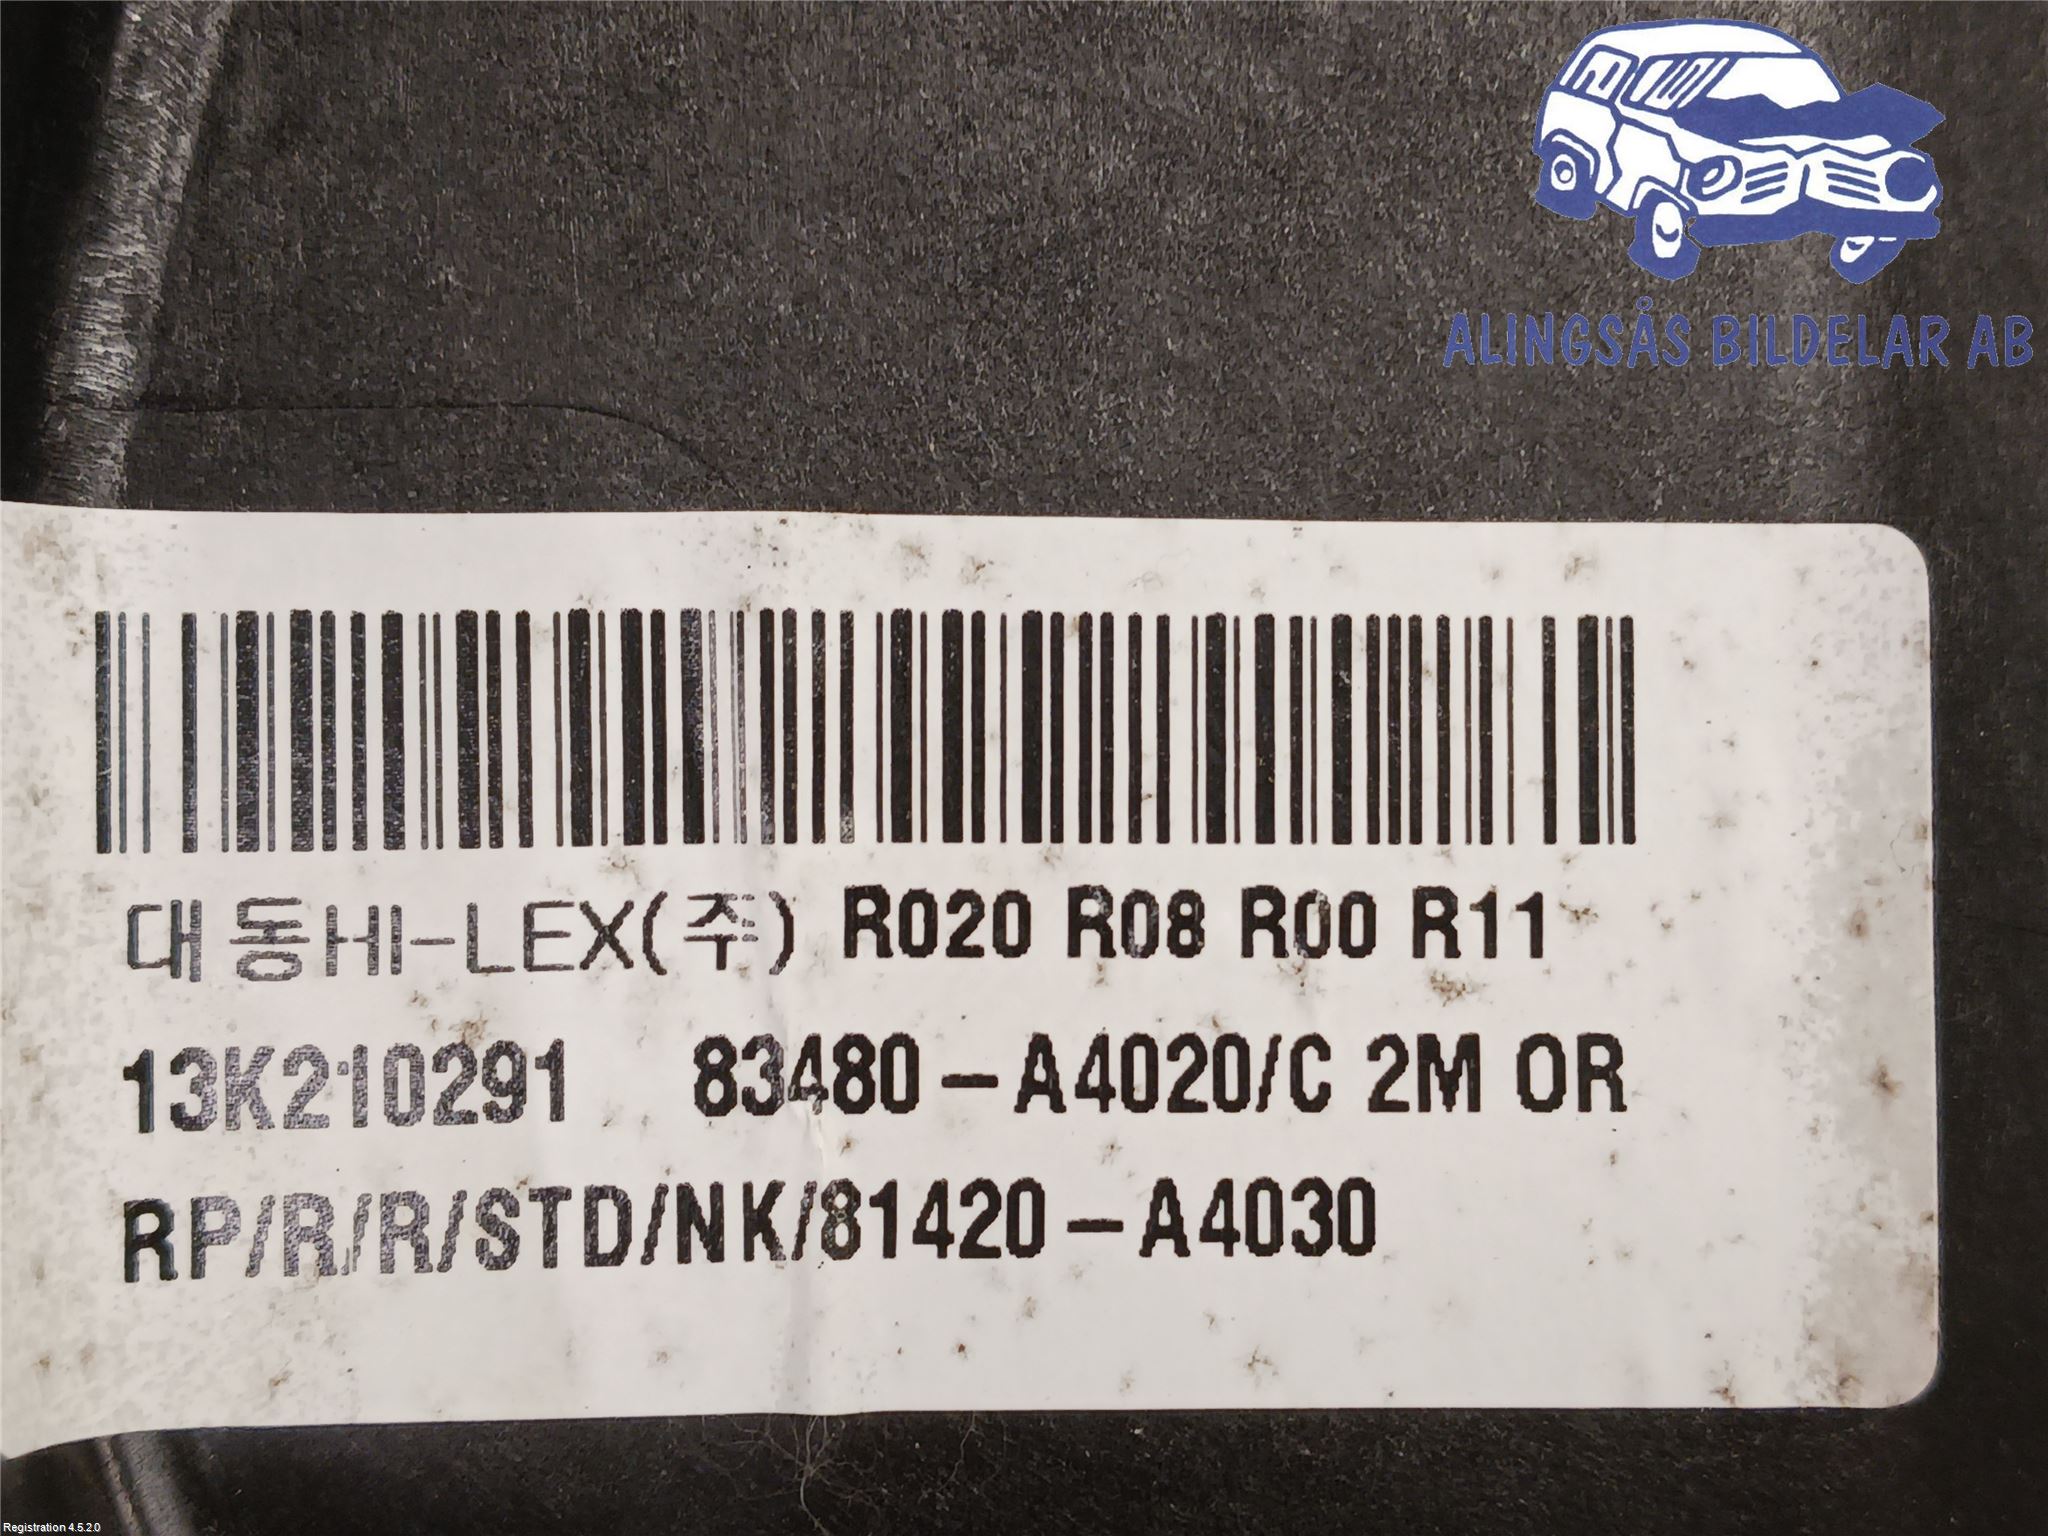 ALINGSÅS BILDELAR AB
대동HI-LEX(주) R020 R08 R00 R11
13K210291 83480-A4020/C 2M OR
RP/R/R/STD/NK/81420-A4030
Registration 4.5.2.0